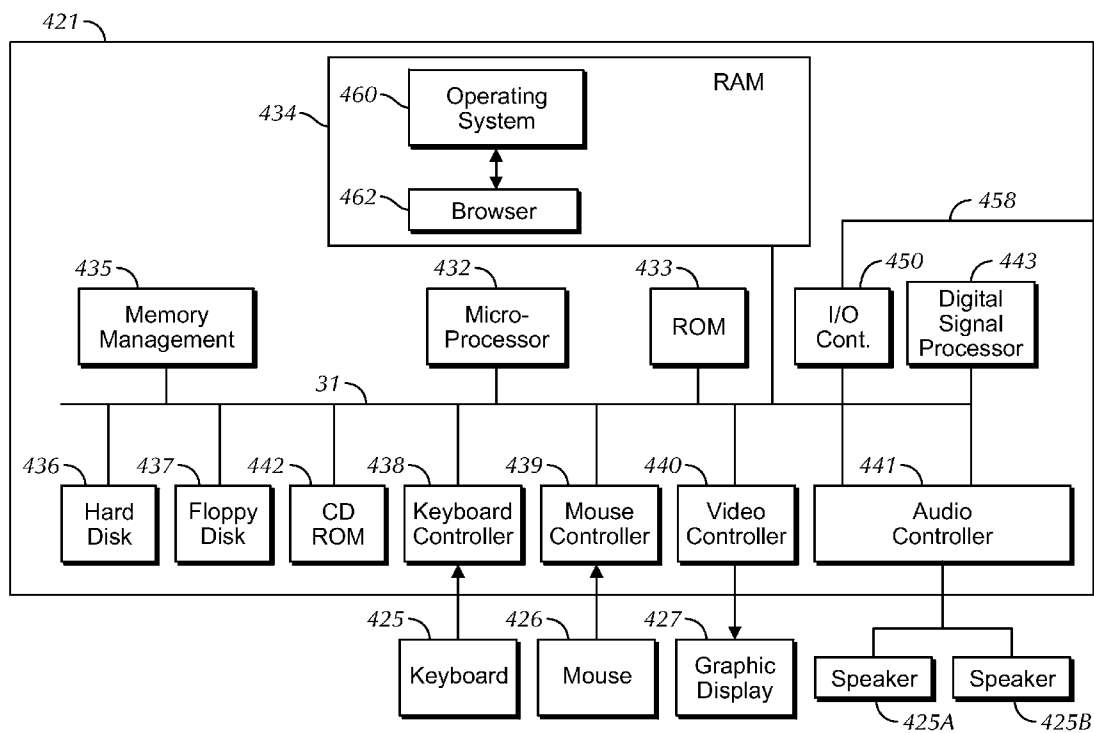 421
RAM
434
460
Operating
System
462
Browser
458
435
Memory
Management
432
Micro-
Processor
433
ROM
450
I/O
Cont.
443
Digital
Signal
Processor
31
436
Hard
Disk
437
Floppy
Disk
442
CD
ROM
438
Keyboard
Controller
439
Mouse
Controller
440
Video
Controller
441
Audio
Controller
425
Keyboard
426
Mouse
427
Graphic
Display
Speaker
425A
Speaker
425B